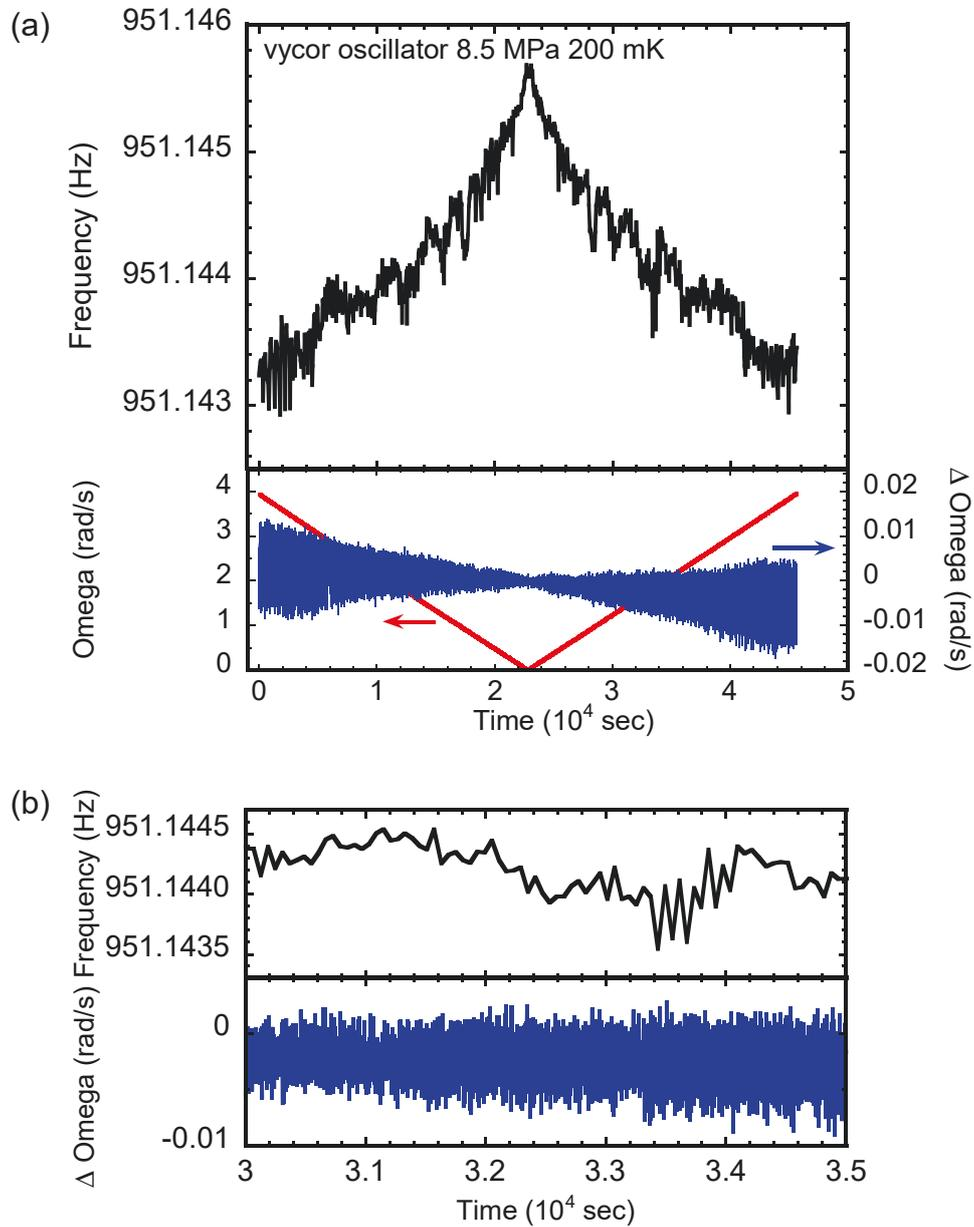 (a)
951.146
951.145
951.144
951.143
Frequency (Hz)
vycor oscillator 8.5 MPa 200 mK
4
3
2
1
0
Omega (rad/s)
0.02
0.01
0
-0.01
-0.02
Δ Omega (rad/s)
0 1 2 3 4 5
Time (10⁴ sec)
(b)
951.1445
951.1440
951.1435
Frequency (Hz)
0
-0.01
Δ Omega (rad/s)
3 3.1 3.2 3.3 3.4 3.5
Time (10⁴ sec)